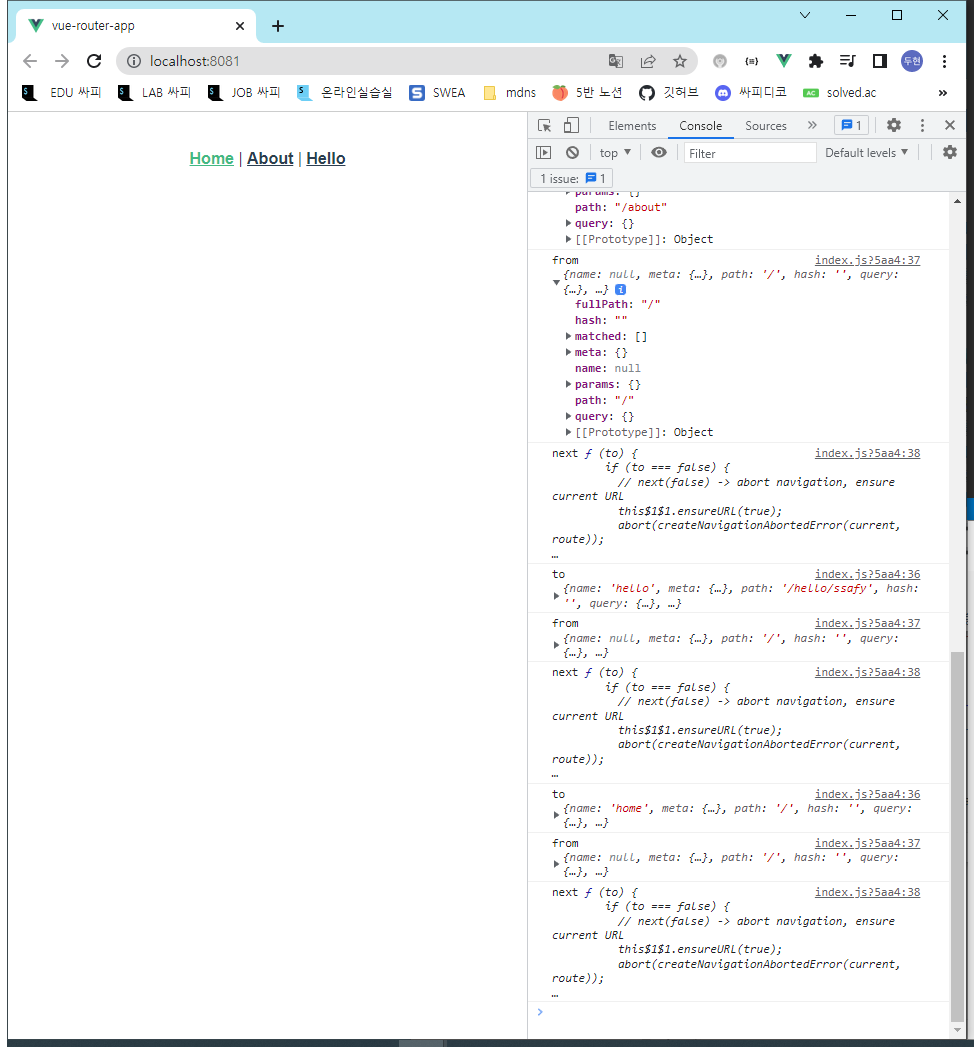 vue-router-app
localhost:8081
두현
EDU 싸피
LAB 싸피
JOB 싸피
온라인실습실
S SWEA
mdns
5반 노션
깃허브
싸피디코
AC solved.ac
»
Home | About | Hello
Elements Console Sources » 1
top ▼ Filter Default levels ▼
1 issue: 1
params: {}
path: "/about"
query: {}
[[Prototype]]: Object
from index.js?5aa4:37
{name: null, meta: {…}, path: '/', hash: '', query:
{…}, …} i
fullPath: "/"
hash: ""
matched: []
meta: {}
name: null
params: {}
path: "/"
query: {}
[[Prototype]]: Object
next ƒ (to) { index.js?5aa4:38
if (to === false) {
// next(false) -> abort navigation, ensure
current URL
this$1$1.ensureURL(true);
abort(createNavigationAbortedError(current,
route));
…
to index.js?5aa4:36
{name: 'hello', meta: {…}, path: '/hello/ssafy', hash:
'', query: {…}, …}
from index.js?5aa4:37
{name: null, meta: {…}, path: '/', hash: '', query:
{…}, …}
next ƒ (to) { index.js?5aa4:38
if (to === false) {
// next(false) -> abort navigation, ensure
current URL
this$1$1.ensureURL(true);
abort(createNavigationAbortedError(current,
route));
…
to index.js?5aa4:36
{name: 'home', meta: {…}, path: '/', hash: '', query:
{…}, …}
from index.js?5aa4:37
{name: null, meta: {…}, path: '/', hash: '', query:
{…}, …}
next ƒ (to) { index.js?5aa4:38
if (to === false) {
// next(false) -> abort navigation, ensure
current URL
this$1$1.ensureURL(true);
abort(createNavigationAbortedError(current,
route));
…